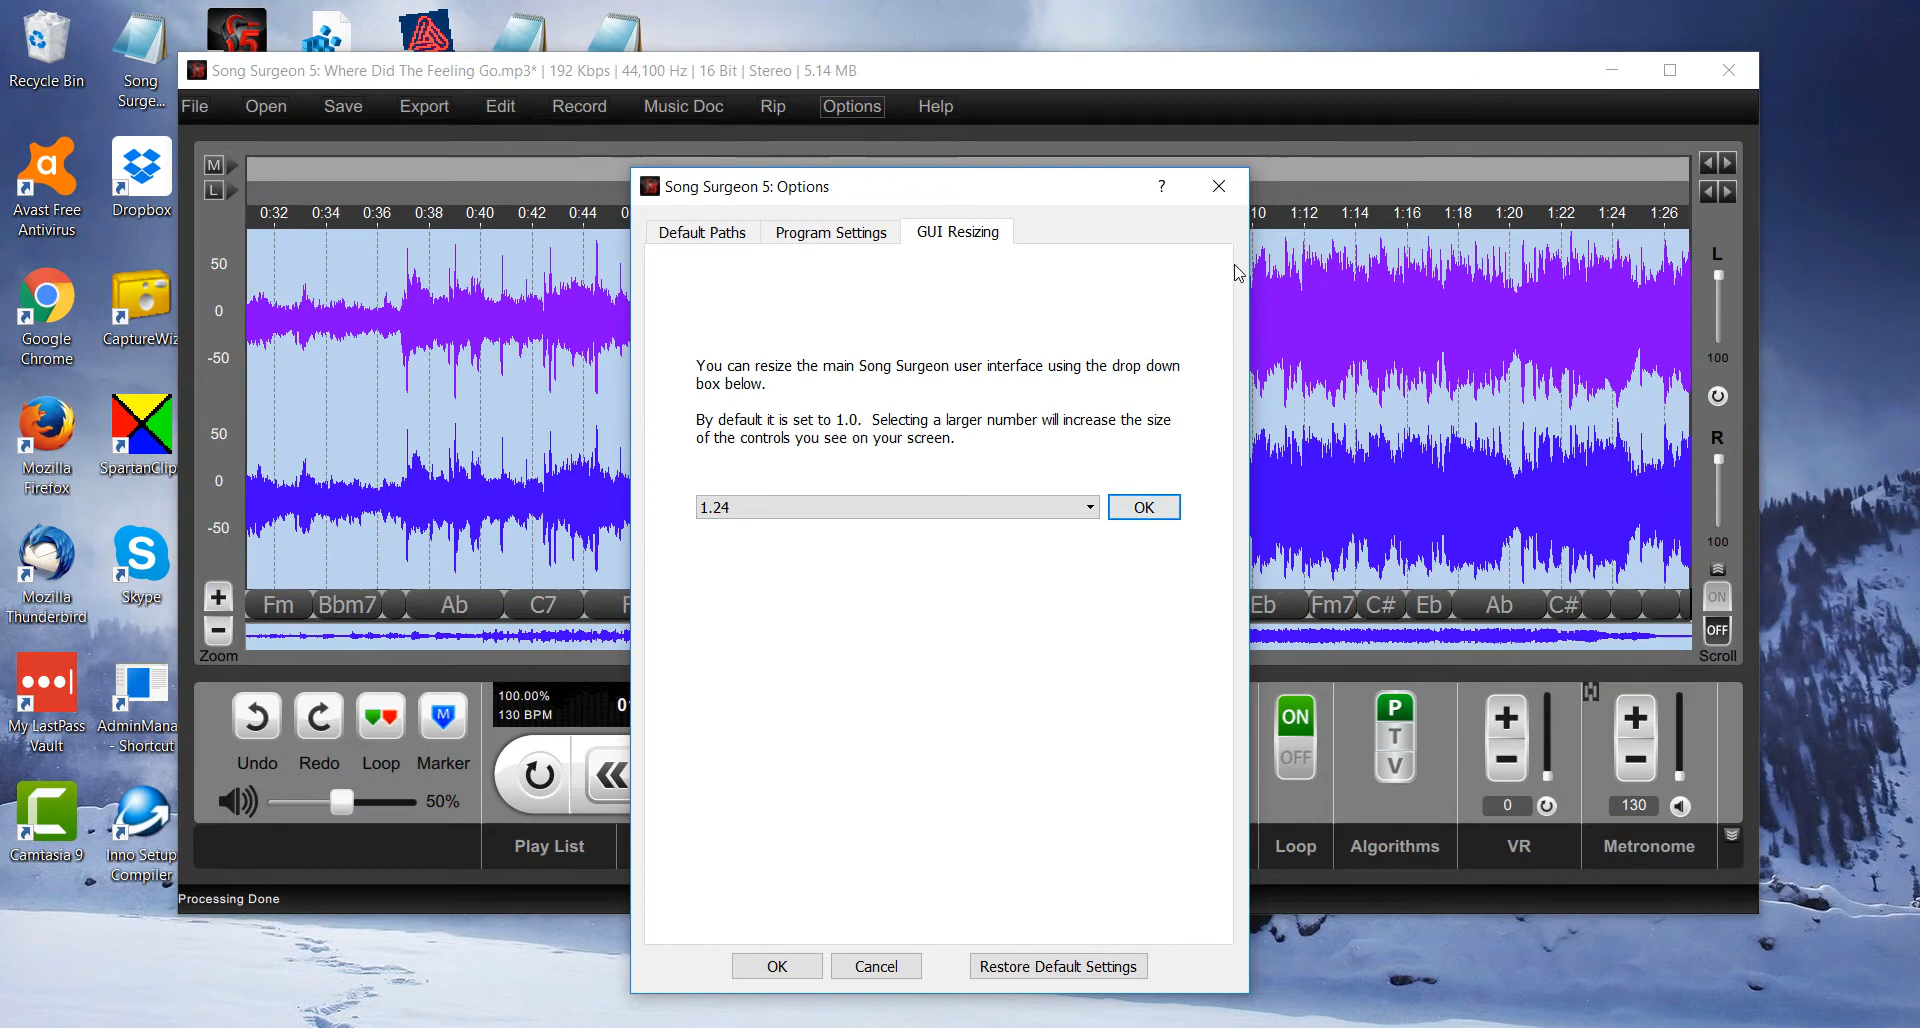 Recycle Bin
Song
Surge...
Avast Free
Antivirus
Dropbox
Google
Chrome
CaptureWiz
Mozilla
Firefox
SpartanClip
Mozilla
Thunderbird
Skype
My LastPass
Vault
AdminMana
- Shortcut
Camtasia 9
Inno Setup
Compiler
Song Surgeon 5: Where Did The Feeling Go.mp3* | 192 Kbps | 44,100 Hz | 16 Bit | Stereo | 5.14 MB
File Open Save Export Edit Record Music Doc Rip Options Help
M
L
0:32 0:34 0:36 0:38 0:40 0:42 0:44 0
10 1:12 1:14 1:16 1:18 1:20 1:22 1:24 1:26
50
0
-50
50
0
-50
L
100
R
100
ON
OFF
Scroll
+
-
Zoom
Fm Bbm7 Ab C7 F
Eb Fm7 C# Eb Ab C#
Song Surgeon 5: Options
?
Default Paths Program Settings GUI Resizing
You can resize the main Song Surgeon user interface using the drop down
box below.
By default it is set to 1.0. Selecting a larger number will increase the size
of the controls you see on your screen.
1.24 OK
OK Cancel Restore Default Settings
M
Undo Redo Loop Marker
50%
100.00%
130 BPM
0
Play List
ON
OFF
P
T
V
+
-
0
+
-
130
Loop Algorithms VR Metronome
Processing Done